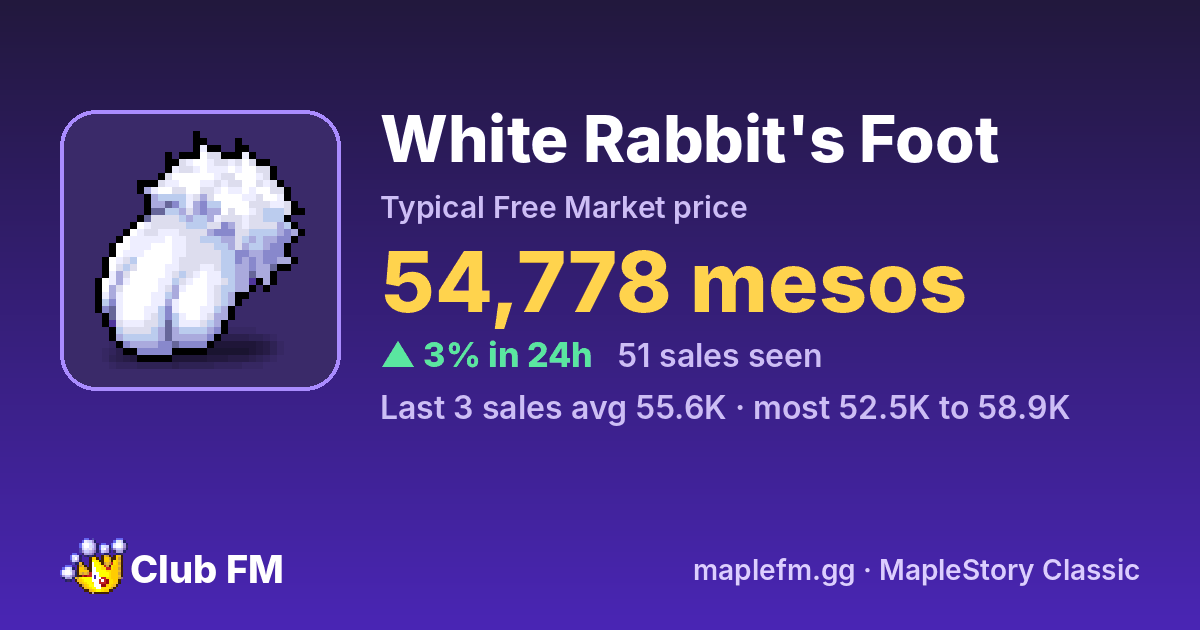 White Rabbit's Foot
Typical Free Market price
54,778 mesos
▲ 3% in 24h 51 sales seen
Last 3 sales avg 55.6K · most 52.5K to 58.9K
Club FM
maplefm.gg · MapleStory Classic